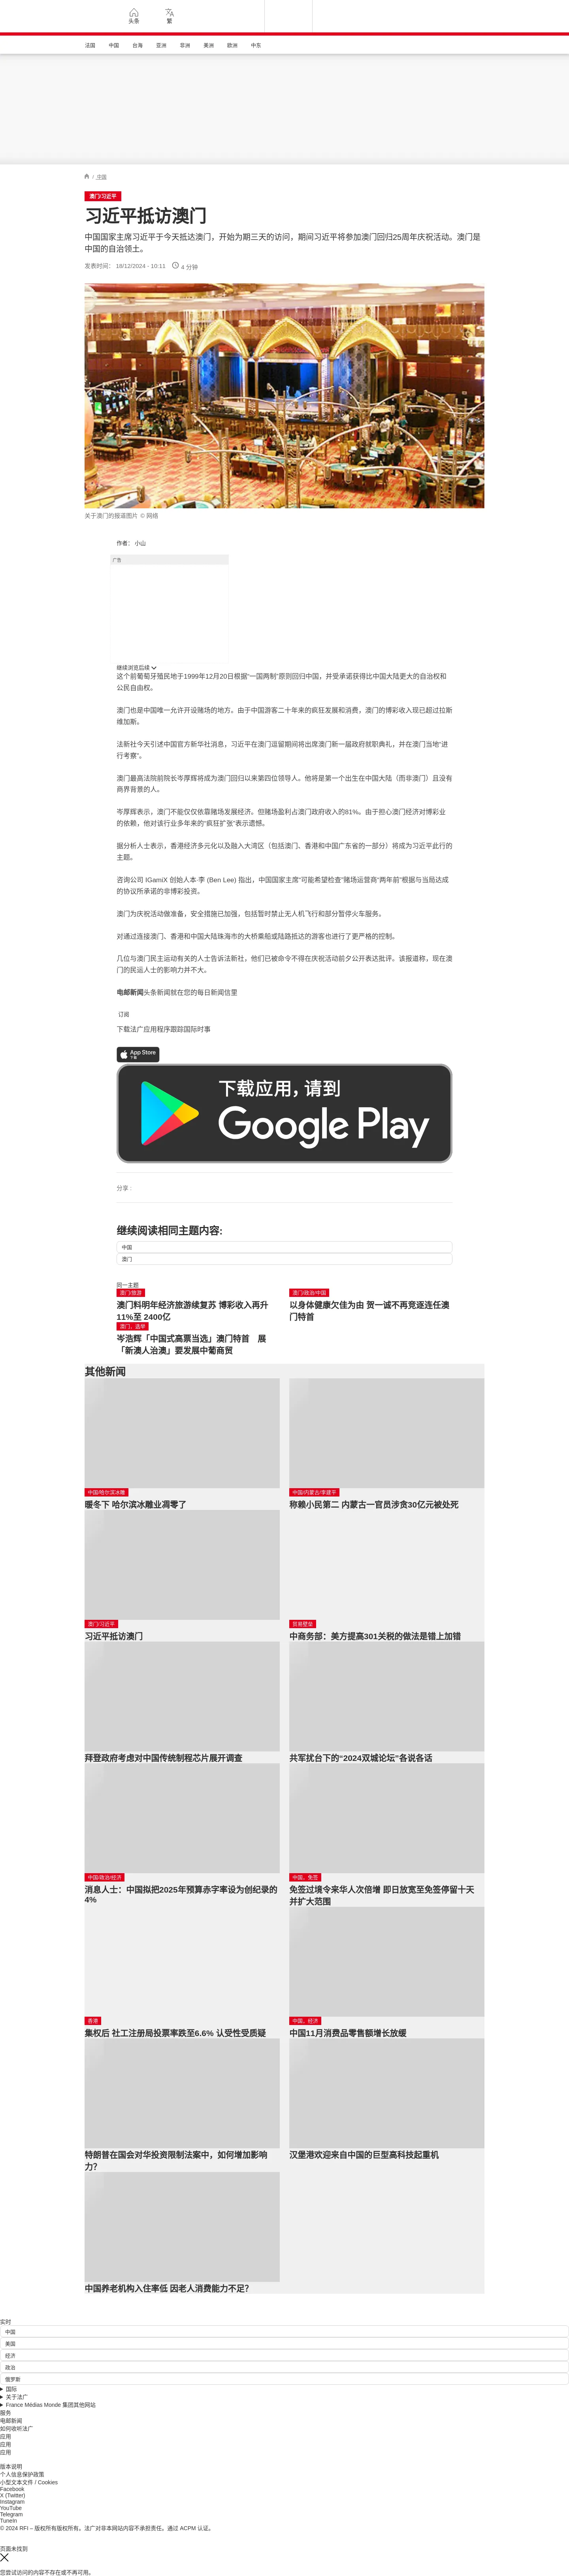 头条
繁
法国 中国 台海 亚洲 非洲 美洲 欧洲 中东
/ 中国
澳门/习近平
习近平抵访澳门
中国国家主席习近平于今天抵达澳门，开始为期三天的访问，期间习近平将参加澳门回归25周年庆祝活动。澳门是
中国的自治领土。
发表时间： 18/12/2024 - 10:11 4 分钟
关于澳门的报道图片 © 网络
作者： 小山
广告
继续浏览后续
这个前葡萄牙殖民地于1999年12月20日根据"一国两制"原则回归中国，并受承诺获得比中国大陆更大的自治权和
公民自由权。
澳门也是中国唯一允许开设赌场的地方。由于中国游客二十年来的疯狂发展和消费，澳门的博彩收入现已超过拉斯
维加斯。
法新社今天引述中国官方新华社消息，习近平在澳门逗留期间将出席澳门新一届政府就职典礼，并在澳门当地"进
行考察"。
澳门最高法院前院长岑厚辉将成为澳门回归以来第四位领导人。他将是第一个出生在中国大陆（而非澳门）且没有
商界背景的人。
岑厚辉表示，澳门不能仅仅依靠赌场发展经济。但赌场盈利占澳门政府收入的81%。由于担心澳门经济对博彩业
的依赖，他对该行业多年来的"疯狂扩张"表示遗憾。
据分析人士表示，香港经济多元化以及融入大湾区（包括澳门、香港和中国广东省的一部分）将成为习近平此行的
主题。
咨询公司 IGamiX 创始人本·李 (Ben Lee) 指出，中国国家主席"可能希望检查"赌场运营商"两年前"根据与当局达成
的协议所承诺的非博彩投资。
澳门为庆祝活动做准备，安全措施已加强，包括暂时禁止无人机飞行和部分暂停火车服务。
对通过连接澳门、香港和中国大陆珠海市的大桥乘船或陆路抵达的游客也进行了更严格的控制。
几位与澳门民主运动有关的人士告诉法新社，他们已被命令不得在庆祝活动前夕公开表达批评。该报道称，现在澳
门的民运人士的影响力并不大。
电邮新闻头条新闻就在您的每日新闻信里
订阅
下载法广应用程序跟踪国际时事
App Store
下载
下载应用，请到
Google Play
分享 :
继续阅读相同主题内容:
中国
澳门
同一主题
澳门/旅游
澳门料明年经济旅游续复苏 博彩收入再升
11%至 2400亿
澳门/政治/中国
以身体健康欠佳为由 贺一诚不再竞逐连任澳
门特首
澳门、选举
岑浩辉「中国式高票当选」澳门特首 展
「新澳人治澳」要发展中葡商贸
其他新闻
中国/哈尔滨冰雕
暖冬下 哈尔滨冰雕业凋零了
中国/内蒙古/李建平
称赖小民第二 内蒙古一官员涉贪30亿元被处死
澳门/习近平
习近平抵访澳门
贸易壁垒
中商务部：美方提高301关税的做法是错上加错
拜登政府考虑对中国传统制程芯片展开调查
共军扰台下的“2024双城论坛”各说各话
中国/政治/经济
消息人士：中国拟把2025年预算赤字率设为创纪录的
4%
中国，免签
免签过境令来华人次倍增 即日放宽至免签停留十天
并扩大范围
香港
集权后 社工注册局投票率跌至6.6% 认受性受质疑
中国，经济
中国11月消费品零售额增长放缓
特朗普在国会对华投资限制法案中，如何增加影响
力？
汉堡港欢迎来自中国的巨型高科技起重机
中国养老机构入住率低 因老人消费能力不足？
实时
中国
美国
经济
政治
俄罗斯
国际
关于法广
France Médias Monde 集团其他网站
服务
电邮新闻
如何收听法广
应用
应用
应用
版本说明
个人信息保护政策
小型文本文件 / Cookies
Facebook
X (Twitter)
Instagram
YouTube
Telegram
TuneIn
© 2024 RFI – 版权所有版权所有。法广对非本网站内容不承担责任。通过 ACPM 认证。
页面未找到
您尝试访问的内容不存在或不再可用。